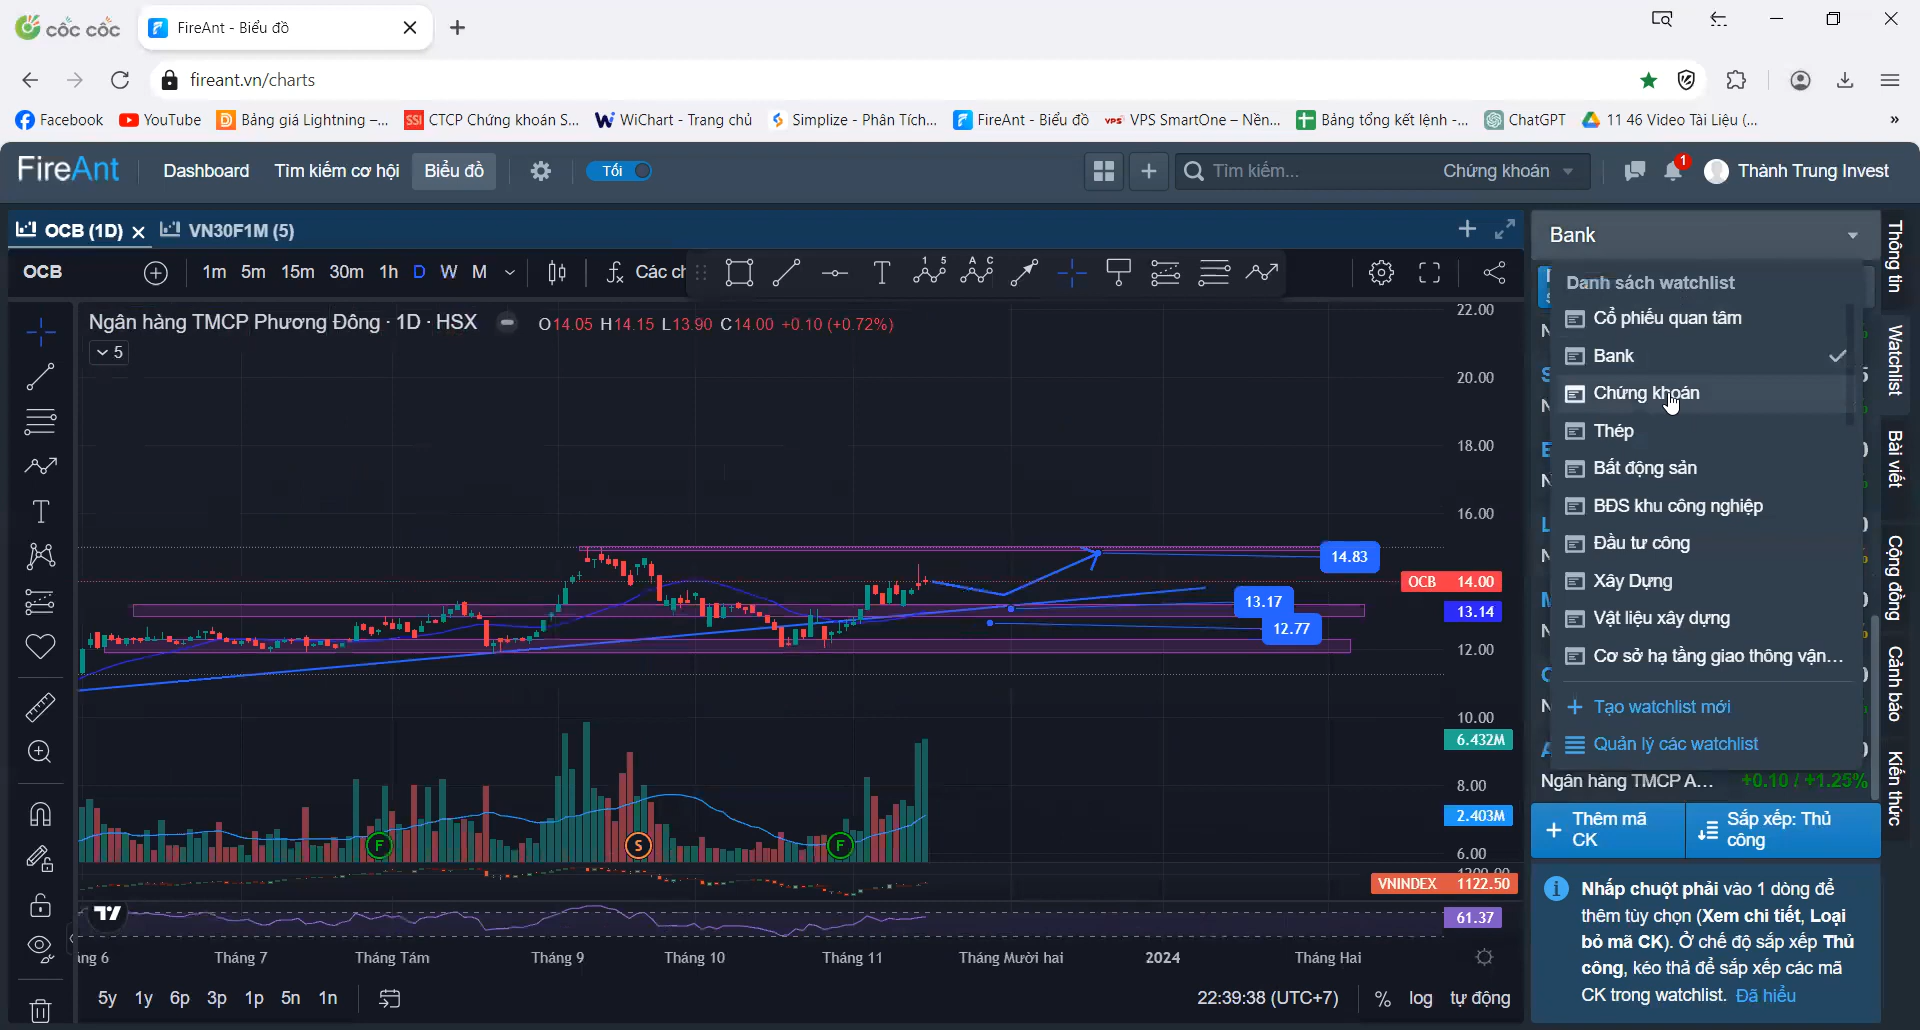 cốc cốc
FireAnt - Biểu đồ
fireant.vn/charts
Facebook
YouTube
Bảng giá Lightning –...
SSI CTCP Chứng khoán S...
WiChart - Trang chủ
Simplize - Phân Tích...
FireAnt - Biểu đồ
VPS VPS SmartOne – Nền...
Bảng tổng kết lệnh -...
ChatGPT
11 46 Video Tài Liệu (...
»
FireAnt
Dashboard
Tìm kiếm cơ hội
Biểu đồ
Tối
Tìm kiếm...
Chứng khoán
1
Thành Trung Invest
OCB (1D)
VN30F1M (5)
OCB
1m 5m 15m 30m 1h D W M
Các ch
Ngân hàng TMCP Phương Đông · 1D · HSX
O14.05 H14.15 L13.90 C14.00 +0.10 (+0.72%)
5
22.00
20.00
18.00
16.00
14.83
OCB 14.00
13.17
13.14
12.77
12.00
10.00
6.432M
8.00
2.403M
6.00
F
S
F
VNINDEX 1122.50
61.37
ing 6
Tháng 7
Tháng Tám
Tháng 9
Tháng 10
Tháng 11
Tháng Mười hai
2024
Tháng Hai
5y 1y 6p 3p 1p 5n 1n
22:39:38 (UTC+7)
% log tự động
Bank
Danh sách watchlist
Cổ phiếu quan tâm
Bank
Chứng khoán
Thép
Bất động sản
BĐS khu công nghiệp
Đầu tư công
Xây Dựng
Vật liệu xây dựng
Cơ sở hạ tầng giao thông vận...
Tạo watchlist mới
Quản lý các watchlist
Ngân hàng TMCP A...
+0.10 / +1.25%
Thêm mã
CK
Sắp xếp: Thủ
công
Nhấp chuột phải vào 1 dòng để
thêm tùy chọn (Xem chi tiết, Loại
bỏ mã CK). Ở chế độ sắp xếp Thủ
công, kéo thả để sắp xếp các mã
CK trong watchlist. Đã hiểu
Thông tin
Watchlist
Bài viết
Cộng đồng
Cảnh báo
Kiến thức